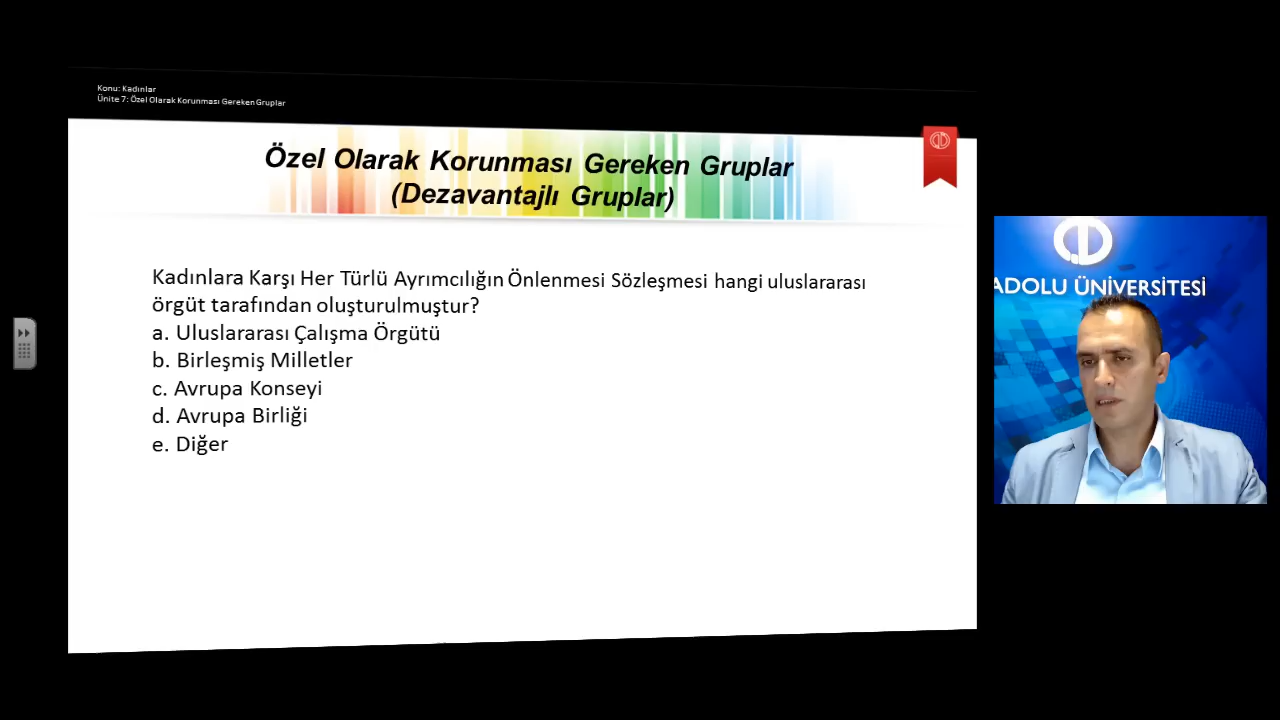 Konu: Kadınlar
Ünite 7: Özel Olarak Korunması Gereken Gruplar
Özel Olarak Korunması Gereken Gruplar
(Dezavantajlı Gruplar)
Kadınlara Karşı Her Türlü Ayrımcılığın Önlenmesi Sözleşmesi hangi uluslararası
örgüt tarafından oluşturulmuştur?
a. Uluslararası Çalışma Örgütü
b. Birleşmiş Milletler
c. Avrupa Konseyi
d. Avrupa Birliği
e. Diğer
ADOLU ÜNİVERSİTESİ